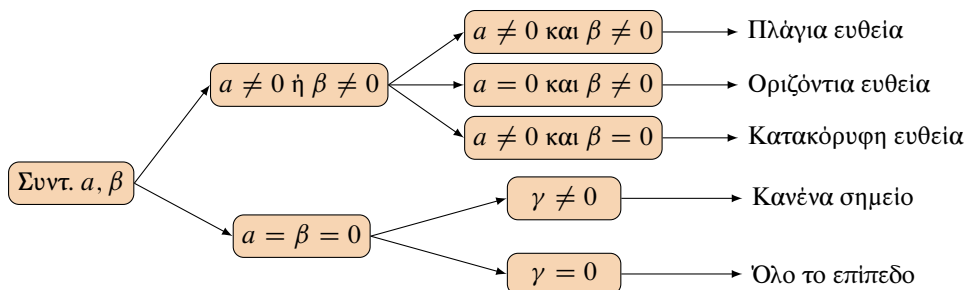 a ≠ 0 και β ≠ 0 Πλάγια ευθεία
a ≠ 0 ή β ≠ 0 a = 0 και β ≠ 0 Οριζόντια ευθεία
a ≠ 0 και β = 0 Κατακόρυφη ευθεία
Συντ. a, β
γ ≠ 0 Κανένα σημείο
a = β = 0
γ = 0 Όλο το επίπεδο